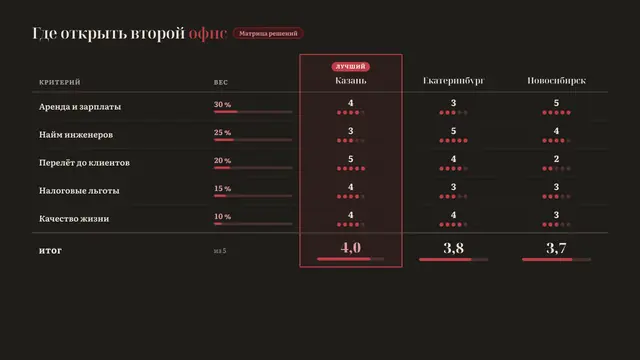 Где открыть второй офис Матрица решений
ЛУЧШИЙ
КРИТЕРИЙ ВЕС Казань Екатеринбург Новосибирск
Аренда и зарплаты 30 % 4 3 5
Найм инженеров 25 % 3 5 4
Перелёт до клиентов 20 % 5 4 2
Налоговые льготы 15 % 4 3 3
Качество жизни 10 % 4 4 3
ИТОГ из 5 4,0 3,8 3,7